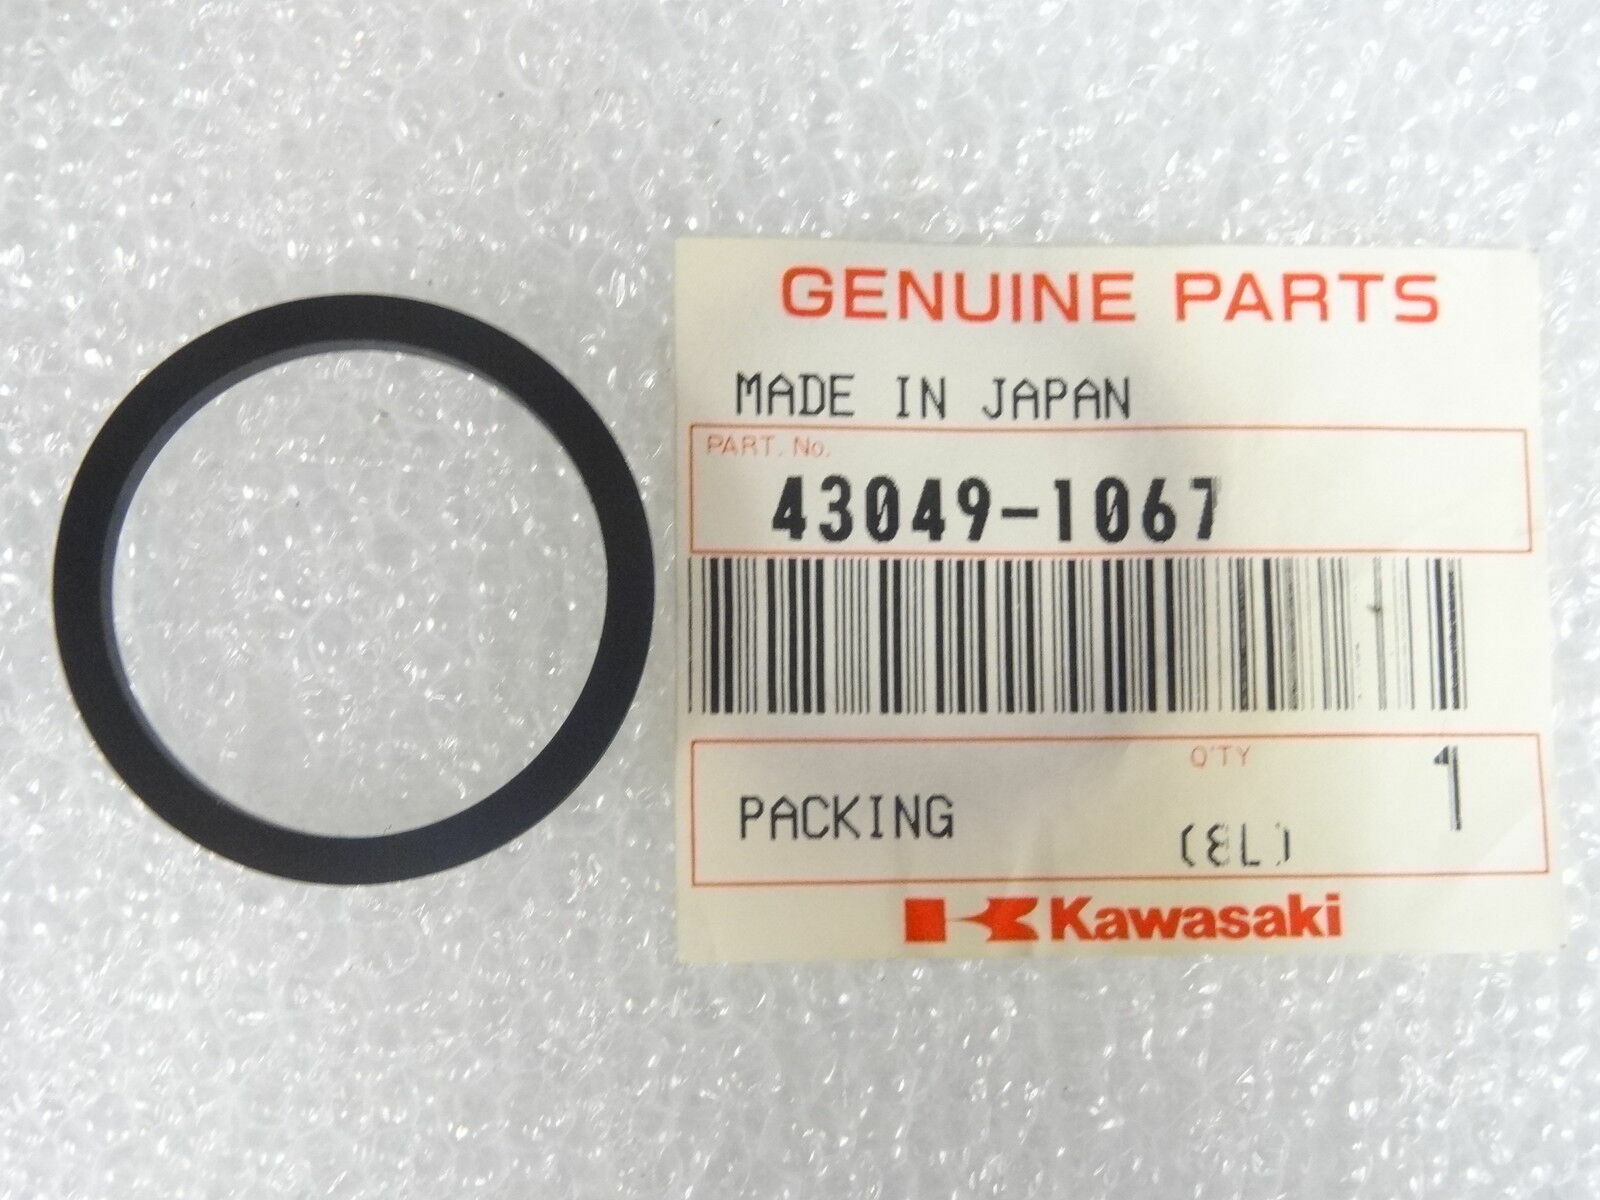 GENUINE PARTS
MADE IN JAPAN
PART. No.
43049-1067
Q'TY
1
PACKING
(8L)
Kawasaki